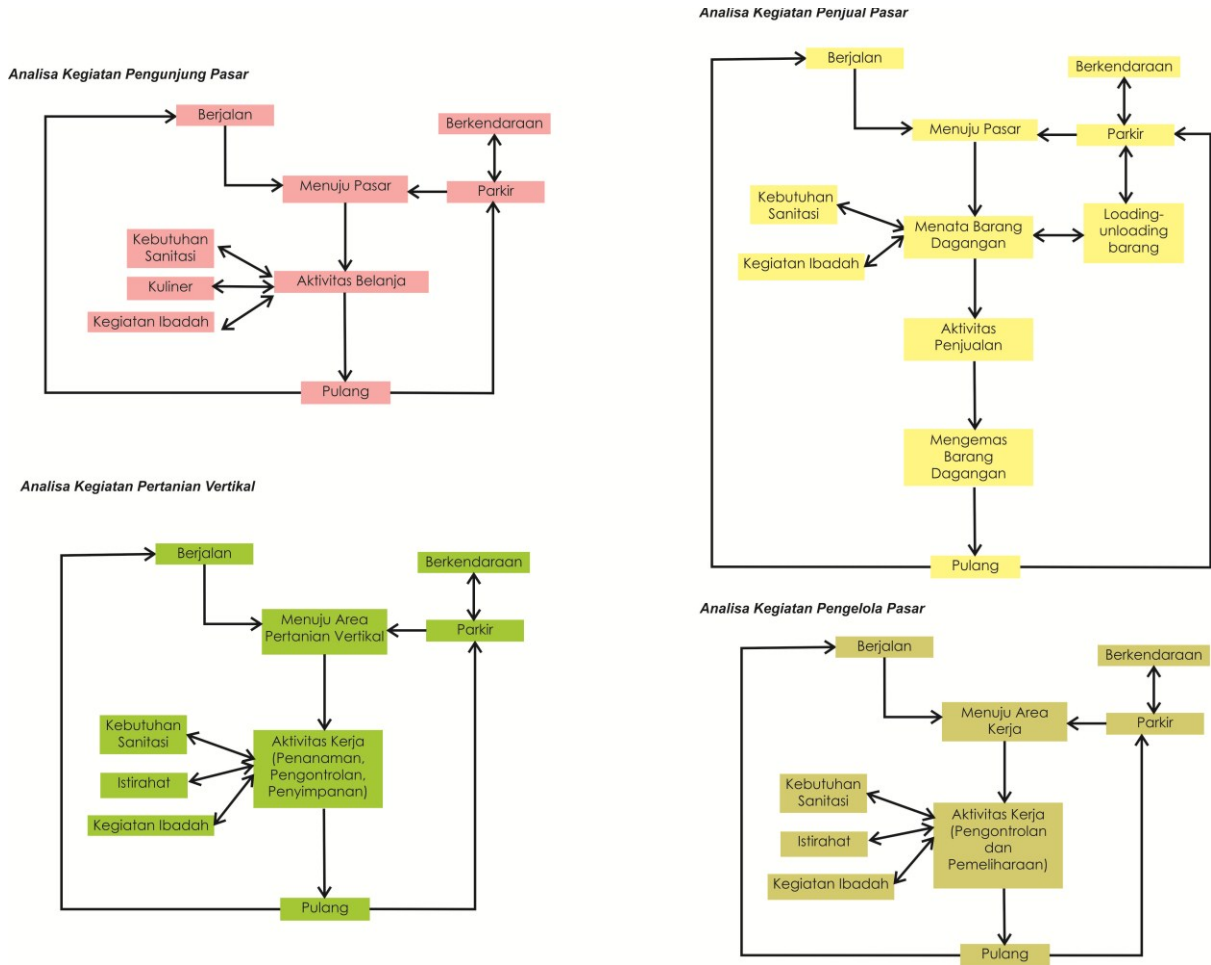 Analisa Kegiatan Pengunjung Pasar
Berjalan
Berkendaraan
Menuju Pasar
Parkir
Kebutuhan
Sanitasi
Kuliner
Aktivitas Belanja
Kegiatan Ibadah
Pulang
Analisa Kegiatan Penjual Pasar
Berjalan
Berkendaraan
Menuju Pasar
Parkir
Kebutuhan
Sanitasi
Menata Barang
Dagangan
Loading-
unloading
barang
Kegiatan Ibadah
Aktivitas
Penjualan
Mengemas
Barang
Dagangan
Pulang
Analisa Kegiatan Pertanian Vertikal
Berjalan
Berkendaraan
Menuju Area
Pertanian Vertikal
Parkir
Kebutuhan
Sanitasi
Istirahat
Aktivitas Kerja
(Penanaman,
Pengontrolan,
Penyimpanan)
Kegiatan Ibadah
Pulang
Analisa Kegiatan Pengelola Pasar
Berjalan
Berkendaraan
Menuju Area
Kerja
Parkir
Kebutuhan
Sanitasi
Istirahat
Aktivitas Kerja
(Pengontrolan
dan
Pemeliharaan)
Kegiatan Ibadah
Pulang